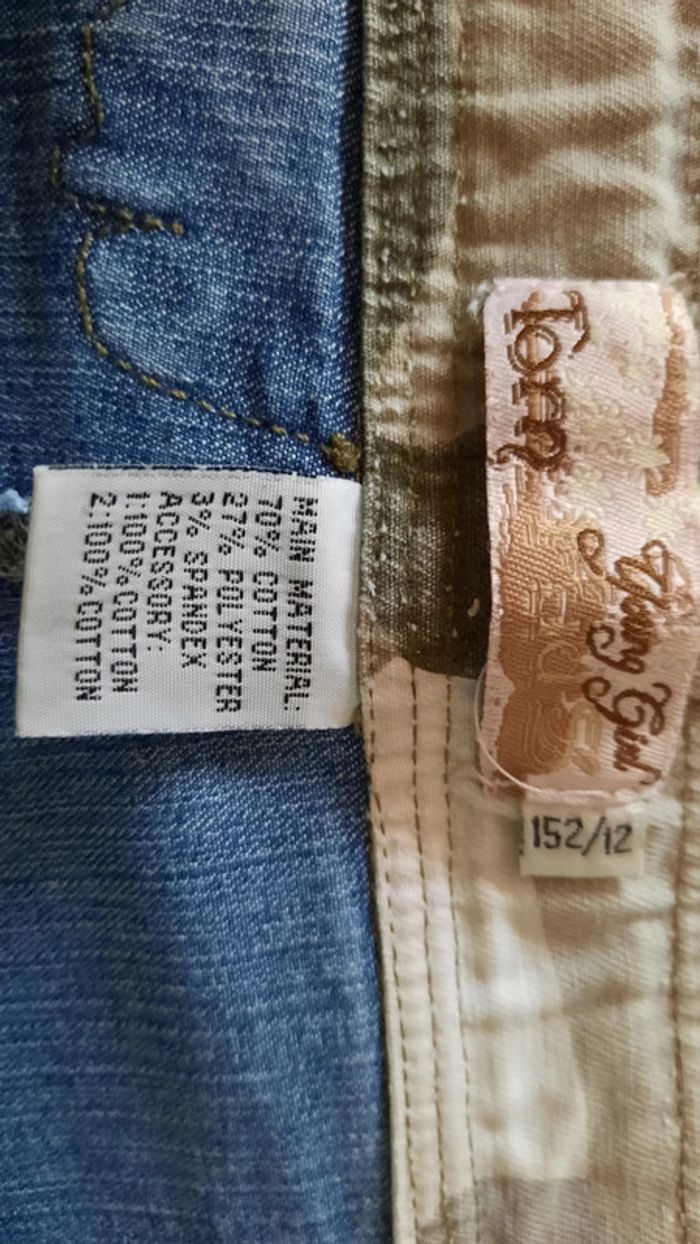 MAIN MATERIAL:
70% COTTON
27% POLYESTER
3% SPANDEX
ACCESSORY:
1:100% COTTON
2:100% COTTON
Young Girl
152/12